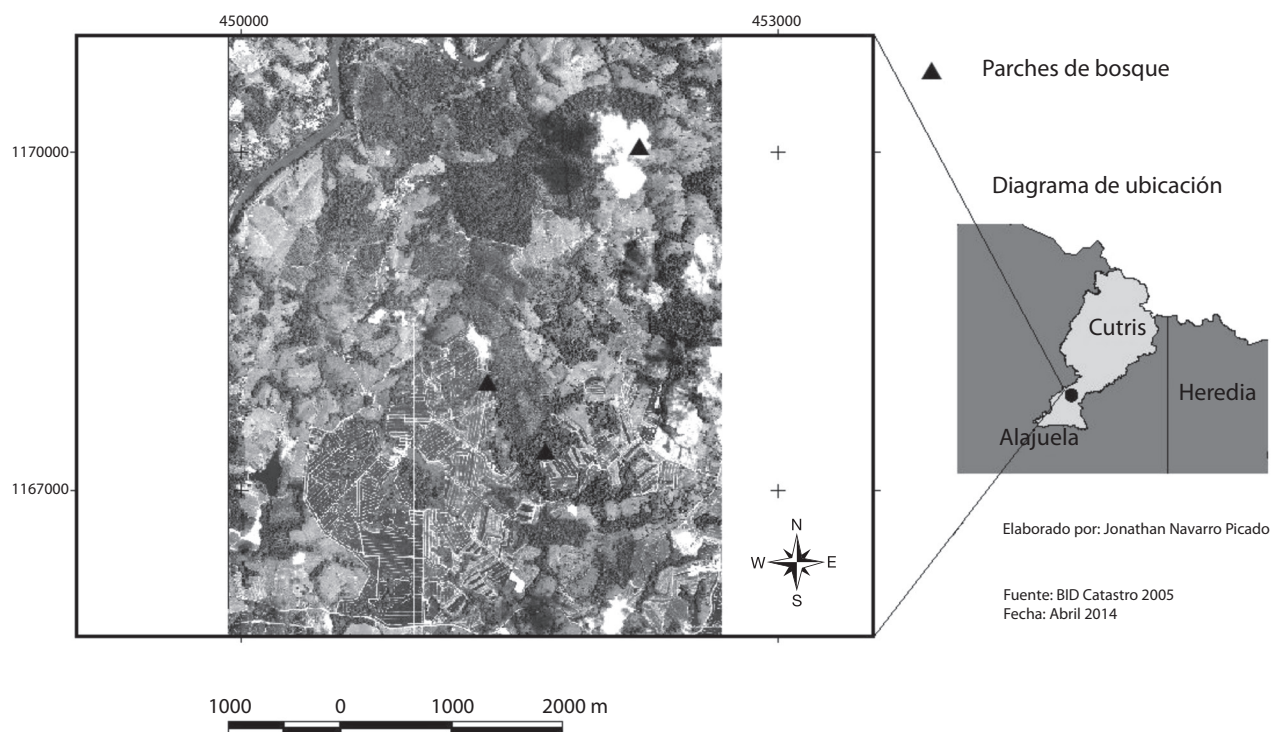 450000
453000
1170000
1167000
N
W
E
S
1000
0
1000
2000 m
Parches de bosque
Diagrama de ubicación
Cutris
Heredia
Alajuela
Elaborado por: Jonathan Navarro Picado
Fuente: BID Catastro 2005
Fecha: Abril 2014